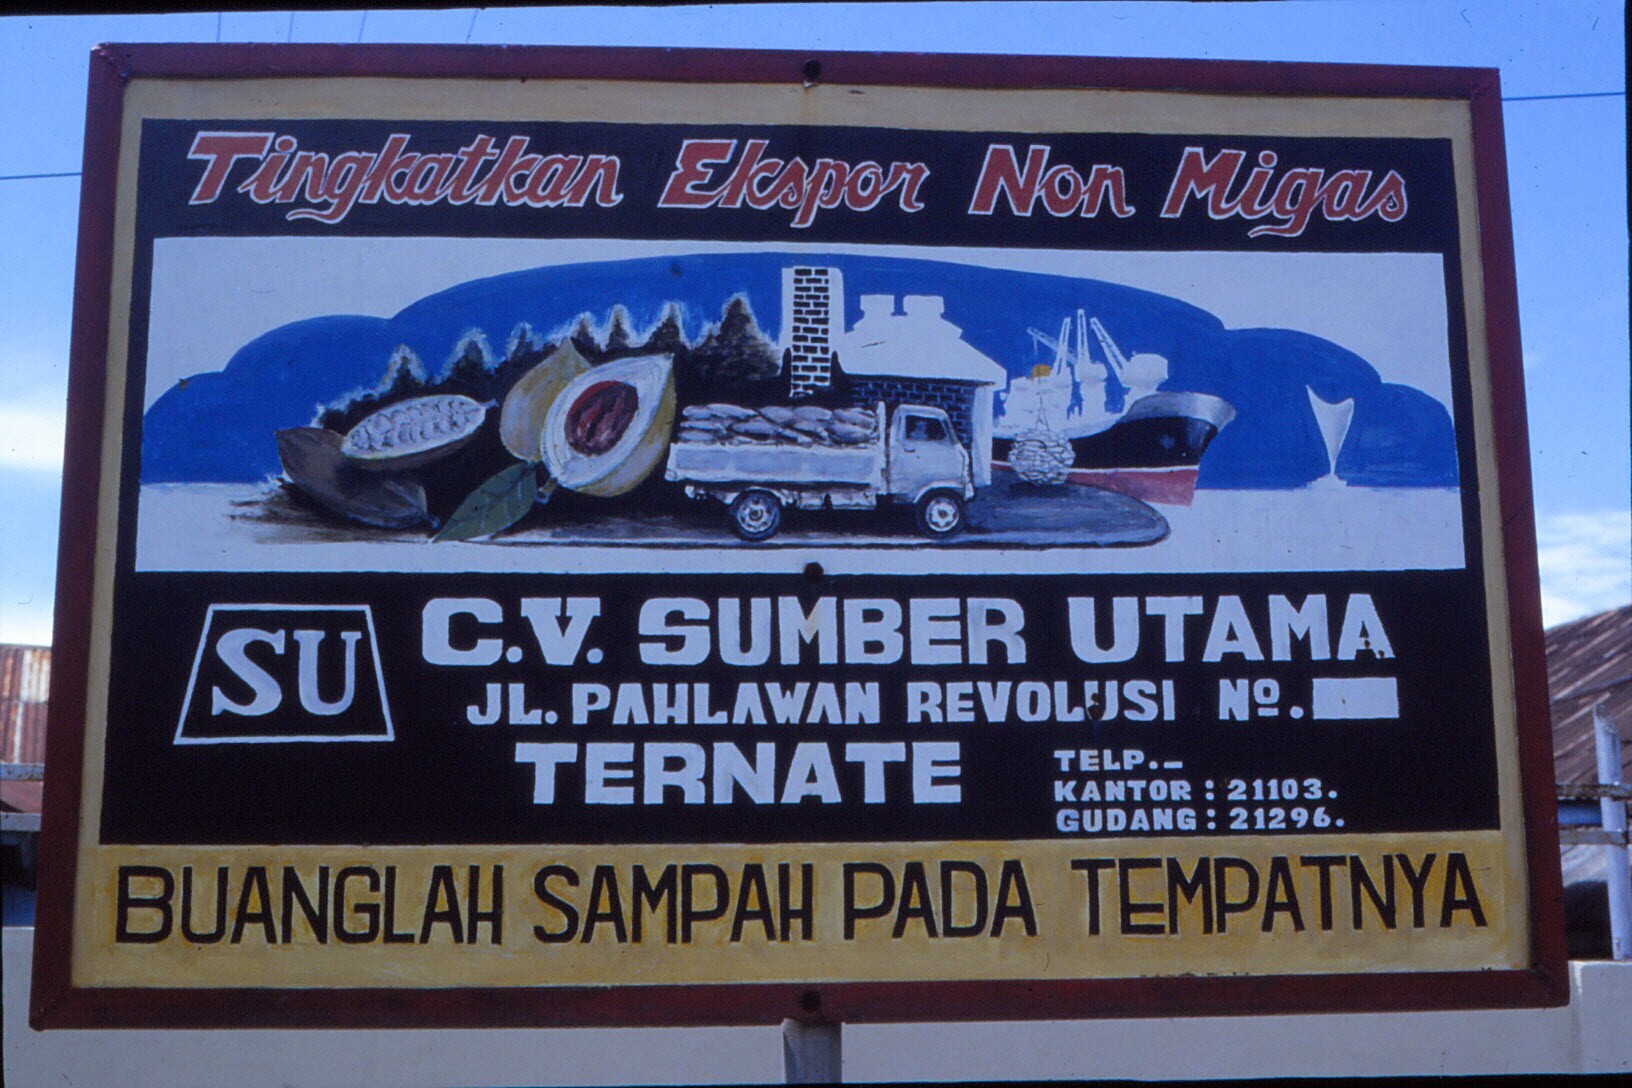 Tingkatkan Ekspor Non Migas
SU
C.V. SUMBER UTAMA
JL. PAHLAWAN REVOLUSI Nº.
TERNATE
TELP.–
KANTOR : 21103.
GUDANG : 21296.
BUANGLAH SAMPAH PADA TEMPATNYA